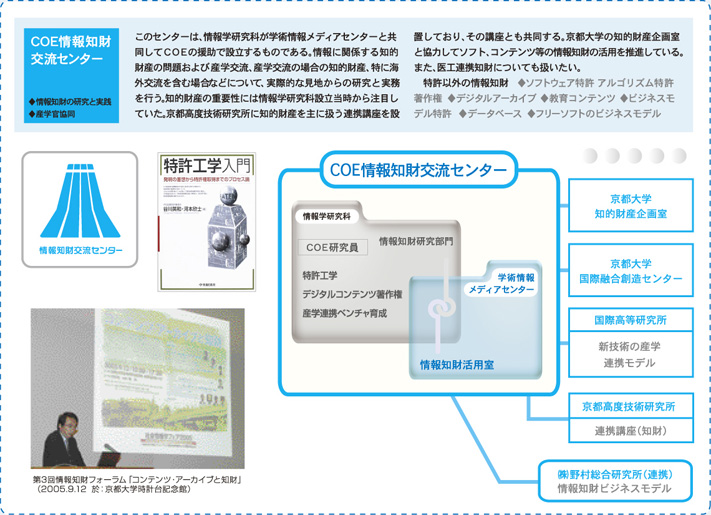 COE情報知財
交流センター
◆情報知財の研究と実践
◆産学官協同
このセンターは、情報学研究科が学術情報メディアセンターと共
同してCOEの援助で設立するものである。情報に関係する知的
財産の問題および産学交流、産学交流の場合の知的財産、特に海
外交流を含む場合などについて、実際的な見地からの研究と実務
を行う。知的財産の重要性には情報学研究科設立当時から注目し
ていた。京都高度技術研究所に知的財産を主に扱う連携講座を設
置しており、その講座とも共同する。京都大学の知的財産企画室
と協力してソフト、コンテンツ等の情報知財の活用を推進している。
また、医工連携知財についても扱いたい。
特許以外の情報知財 ◆ソフトウェア特許 アルゴリズム特許
著作権 ◆デジタルアーカイブ ◆教育コンテンツ ◆ビジネスモ
デル特許 ◆データベース ◆フリーソフトのビジネスモデル
情報知財交流センター
特許工学入門
発明の着想から特許権取得までのプロセス論
谷川英和・河本欣士
中央経済社
COE情報知財交流センター
情報学研究科
COE研究員
情報知財研究部門
特許工学
デジタルコンテンツ著作権
産学連携ベンチャ育成
学術情報
メディアセンター
情報知財活用室
京都大学
知的財産企画室
京都大学
国際融合創造センター
国際高等研究所
新技術の産学
連携モデル
京都高度技術研究所
連携講座(知財)
㈱野村総合研究所(連携)
情報知財ビジネスモデル
第3回情報知財フォーラム「コンテンツ・アーカイブと知財」
(2005.9.12 於:京都大学時計台記念館)